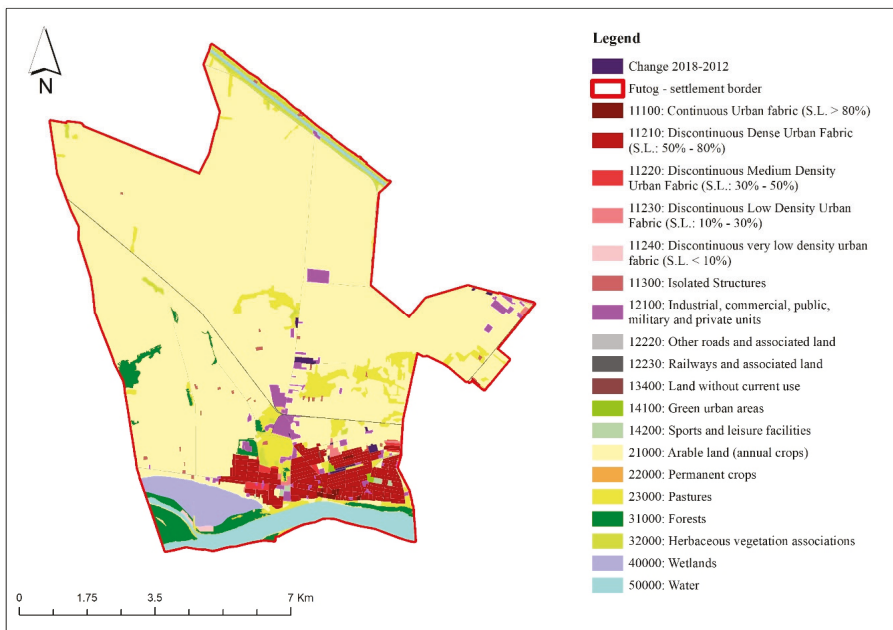 N
Legend
Change 2018-2012
Futog - settlement border
11100: Continuous Urban fabric (S.L. > 80%)
11210: Discontinuous Dense Urban Fabric
(S.L.: 50% - 80%)
11220: Discontinuous Medium Density
Urban Fabric (S.L.: 30% - 50%)
11230: Discontinuous Low Density Urban
Fabric (S.L.: 10% - 30%)
11240: Discontinuous very low density urban
fabric (S.L. < 10%)
11300: Isolated Structures
12100: Industrial, commercial, public,
military and private units
12220: Other roads and associated land
12230: Railways and associated land
13400: Land without current use
14100: Green urban areas
14200: Sports and leisure facilities
21000: Arable land (annual crops)
22000: Permanent crops
23000: Pastures
31000: Forests
32000: Herbaceous vegetation associations
40000: Wetlands
50000: Water
0 1.75 3.5 7 Km